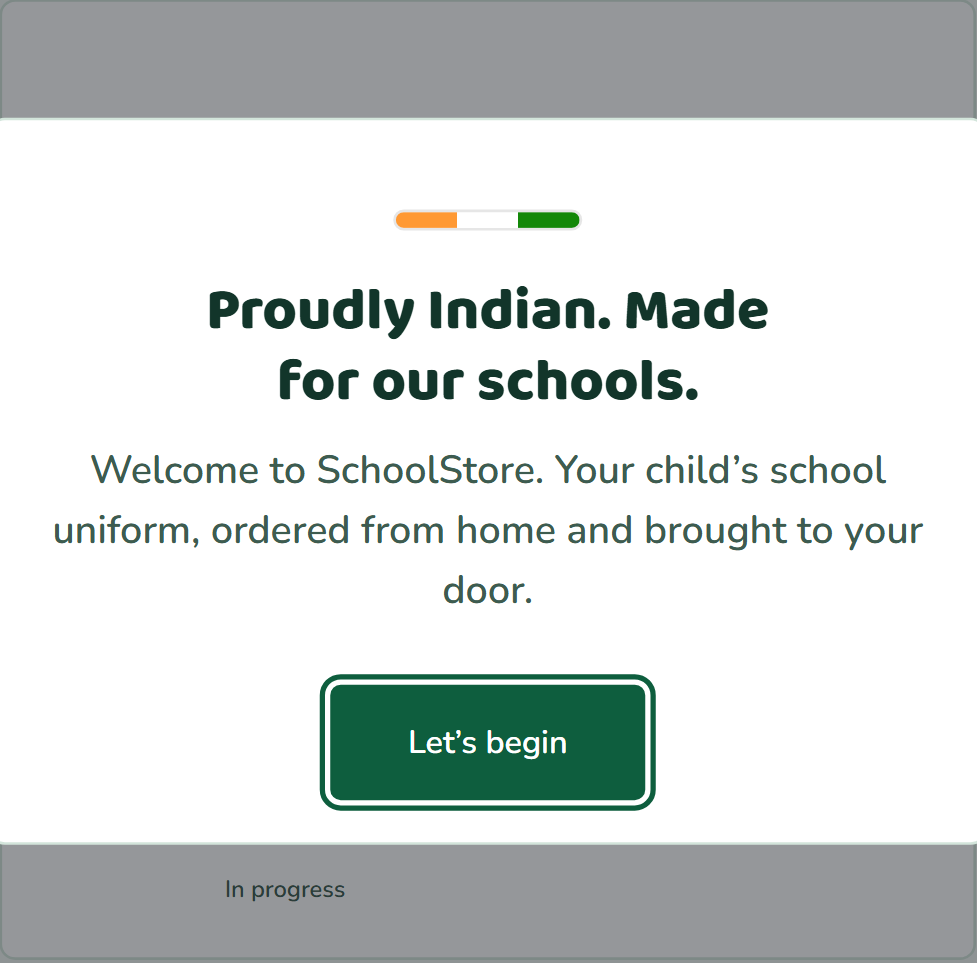 Proudly Indian. Made
for our schools.
Welcome to SchoolStore. Your child’s school
uniform, ordered from home and brought to your
door.
Let’s begin
In progress